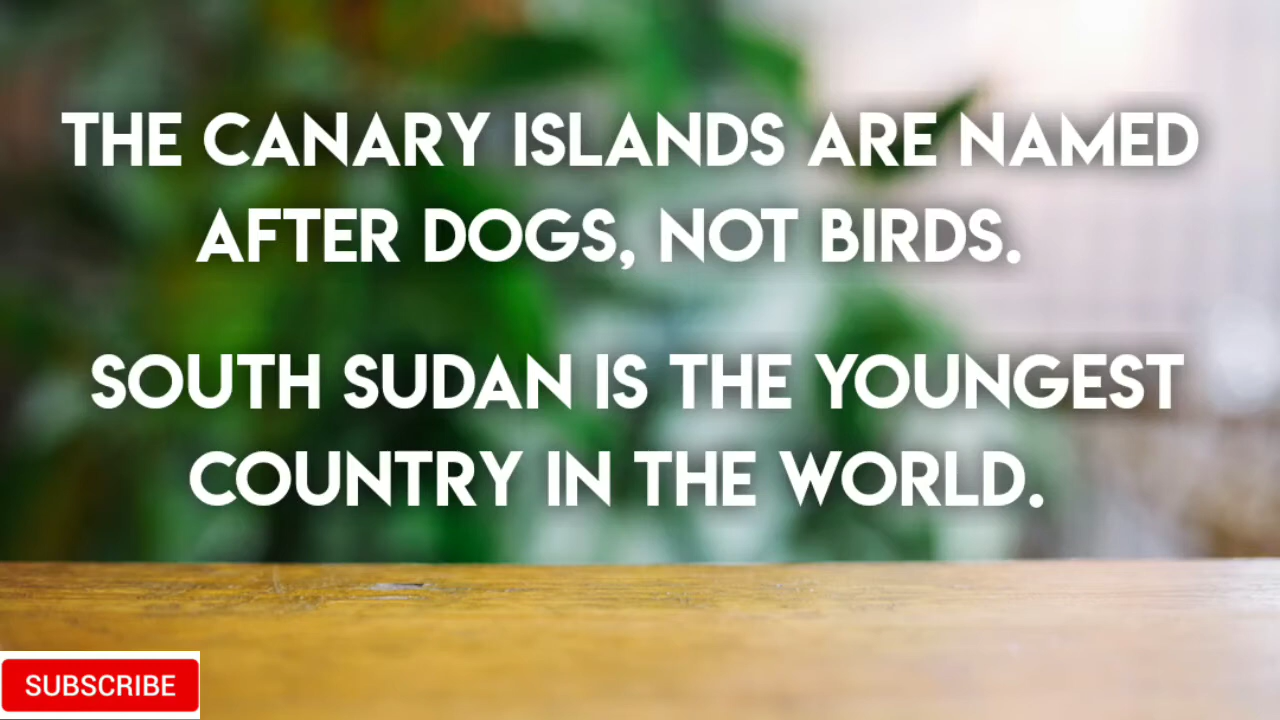 THE CANARY ISLANDS ARE NAMED
AFTER DOGS, NOT BIRDS.
SOUTH SUDAN IS THE YOUNGEST
COUNTRY IN THE WORLD.
SUBSCRIBE